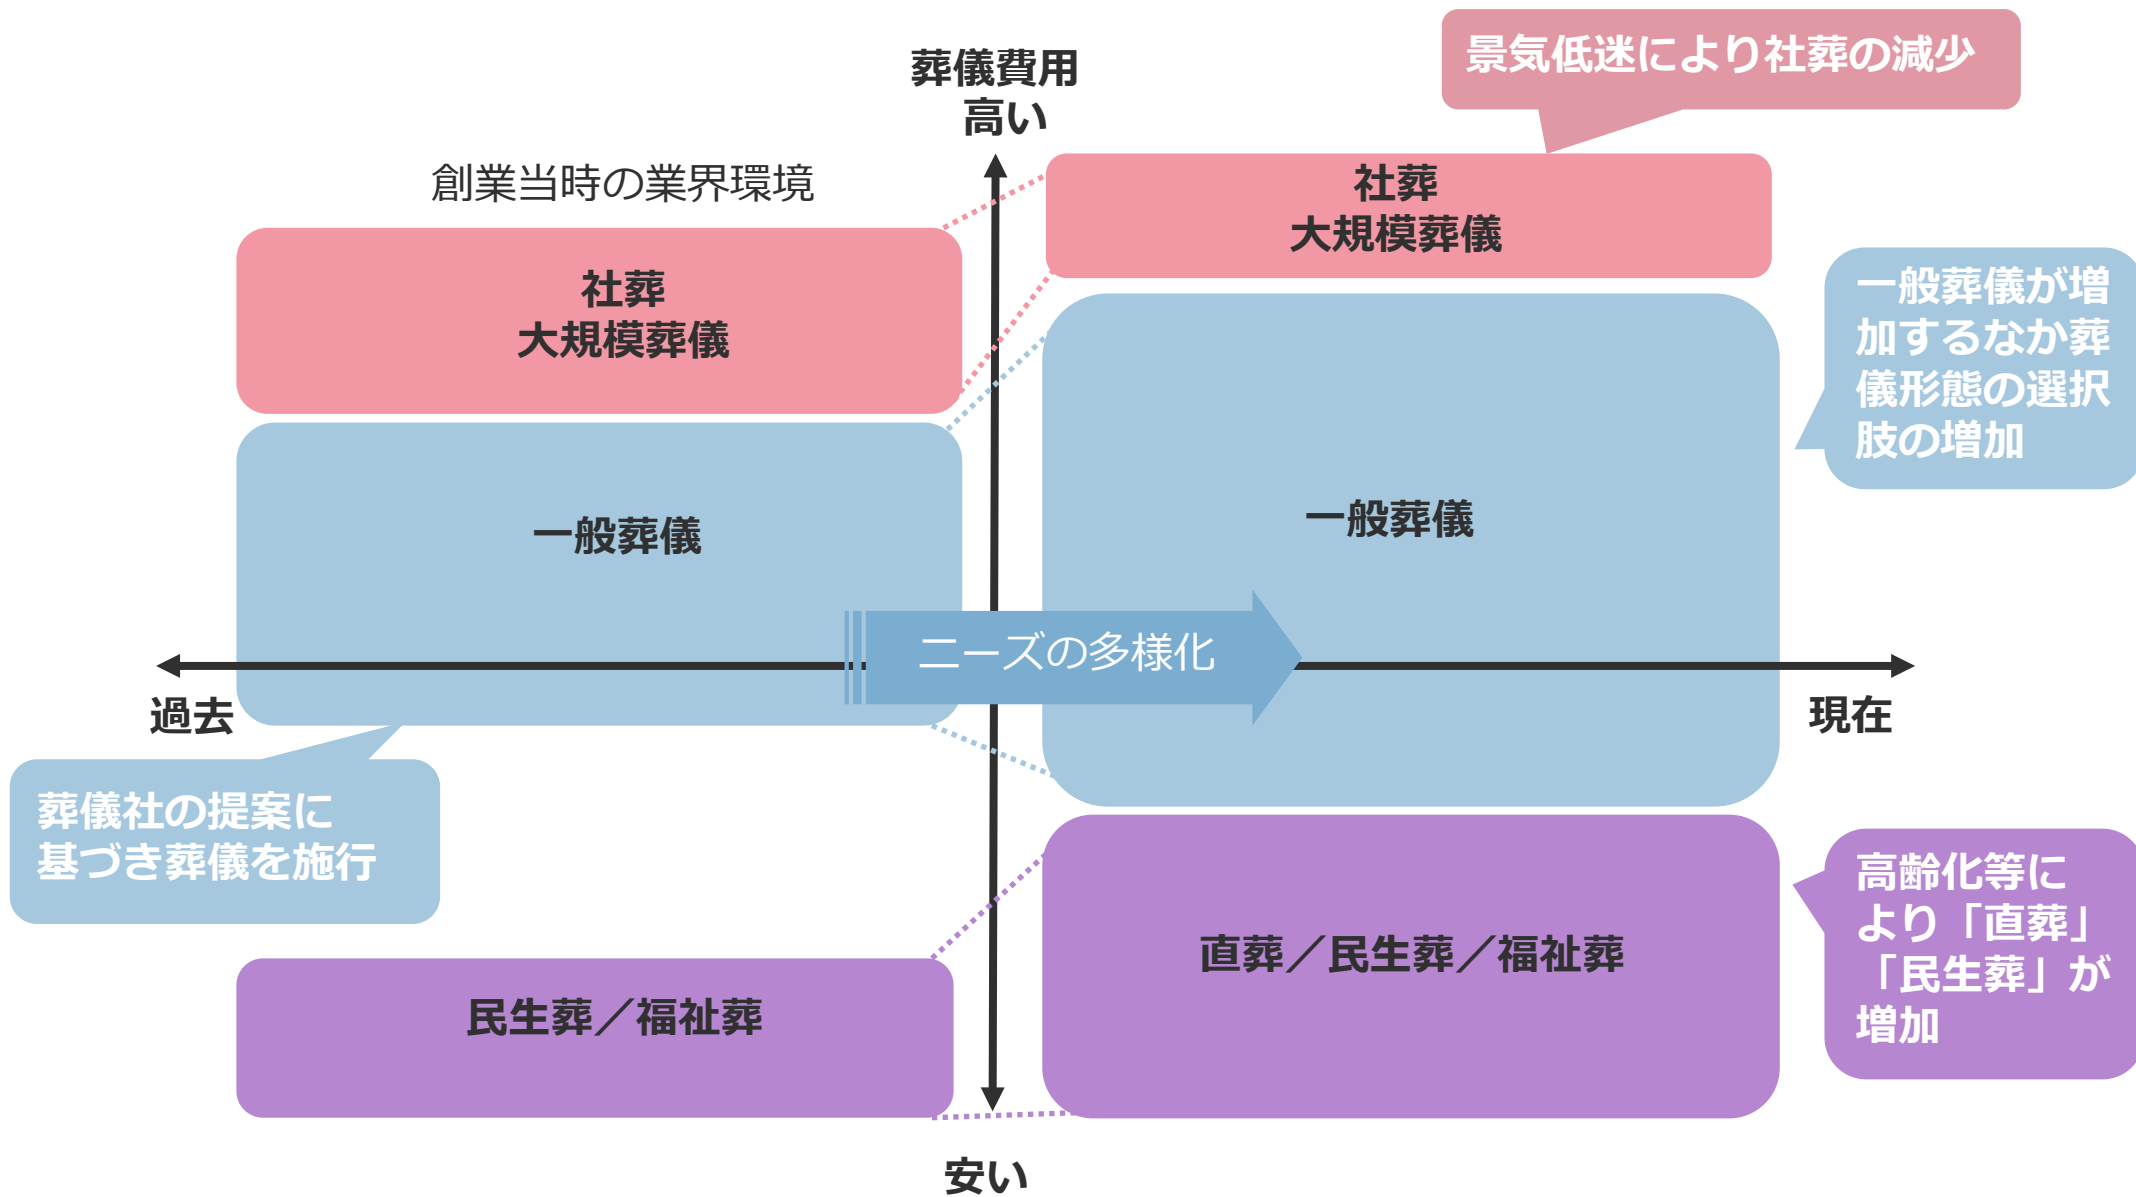 葬儀費用
高い
景気低迷により社葬の減少
創業当時の業界環境
社葬
大規模葬儀
社葬
大規模葬儀
一般葬儀が増
加するなか葬
儀形態の選択
肢の増加
一般葬儀
一般葬儀
ニーズの多様化
過去
現在
葬儀社の提案に
基づき葬儀を施行
高齢化等に
より「直葬」
「民生葬」が
増加
直葬／民生葬／福祉葬
民生葬／福祉葬
安い